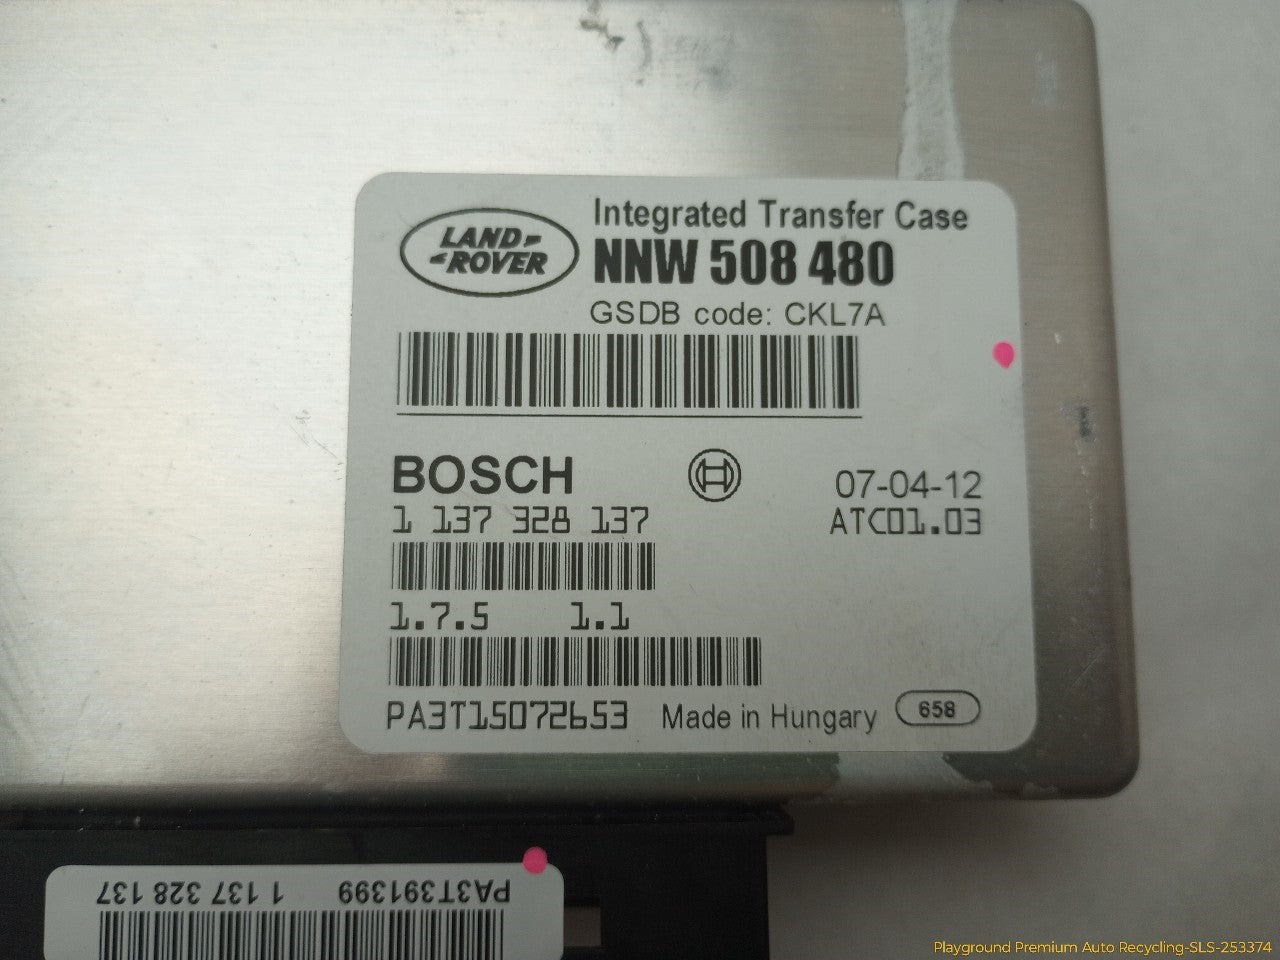 LAND
ROVER
Integrated Transfer Case
NNW 508 480
GSDB code: CKL7A
BOSCH
07-04-12
1 137 328 137
ATC01.03
1.7.5 1.1
PA3T15072653 Made in Hungary 658
PA3T391399 1 137 328 137
Playground Premium Auto Recycling-SLS-253374